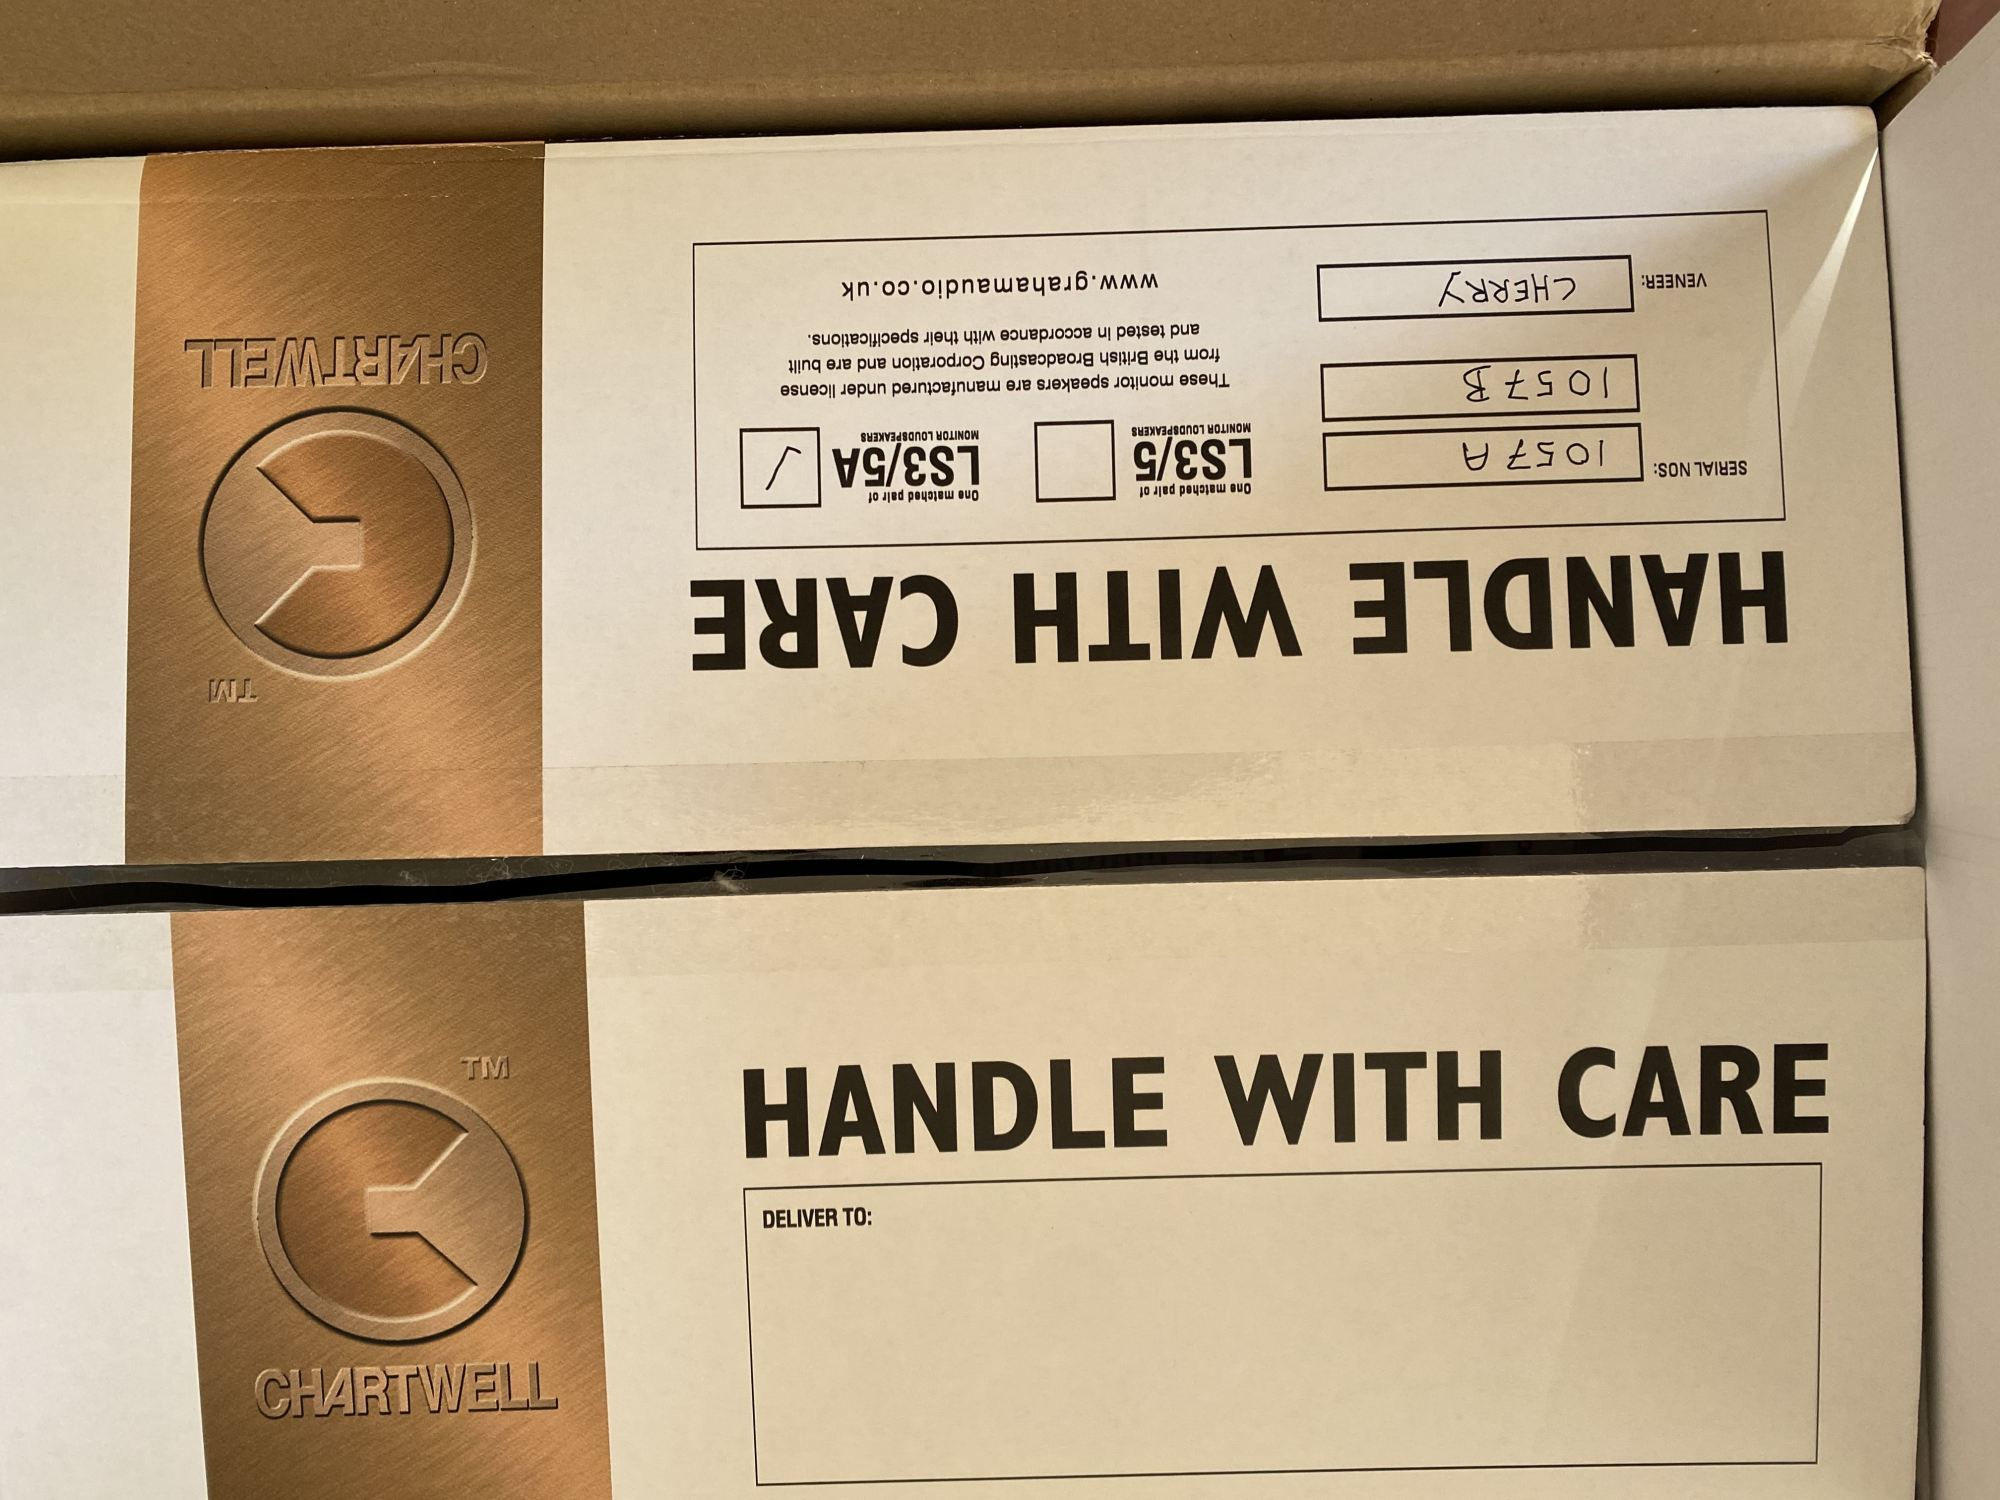 HANDLE WITH CARE
SERIAL NOS:
1057A
1057B
VENEER:
CHERRY
One matched pair of
LS3/5
MONITOR LOUDSPEAKERS
One matched pair of
LS3/5A
MONITOR LOUDSPEAKERS
These monitor speakers are manufactured under license
from the British Broadcasting Corporation and are built
and tested in accordance with their specifications.
www.grahamaudio.co.uk
TM
CHARTWELL
TM
CHARTWELL
HANDLE WITH CARE
DELIVER TO: